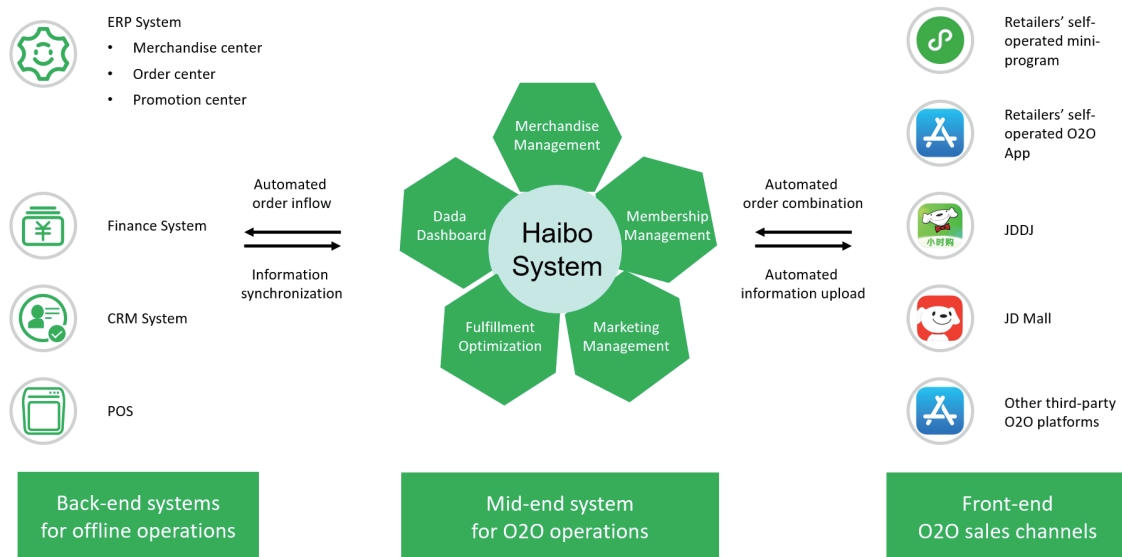 ERP System
• Merchandise center
• Order center
• Promotion center
Finance System
CRM System
POS
Back-end systems
for offline operations
Automated
order inflow
Information
synchronization
Merchandise
Management
Dada
Dashboard
Membership
Management
Haibo
System
Fulfillment
Optimization
Marketing
Management
Mid-end system
for O2O operations
Automated
order combination
Automated
information upload
Retailers’ self-
operated mini-
program
Retailers’ self-
operated O2O
App
小时购
JDDJ
JD Mall
Other third-party
O2O platforms
Front-end
O2O sales channels
¥